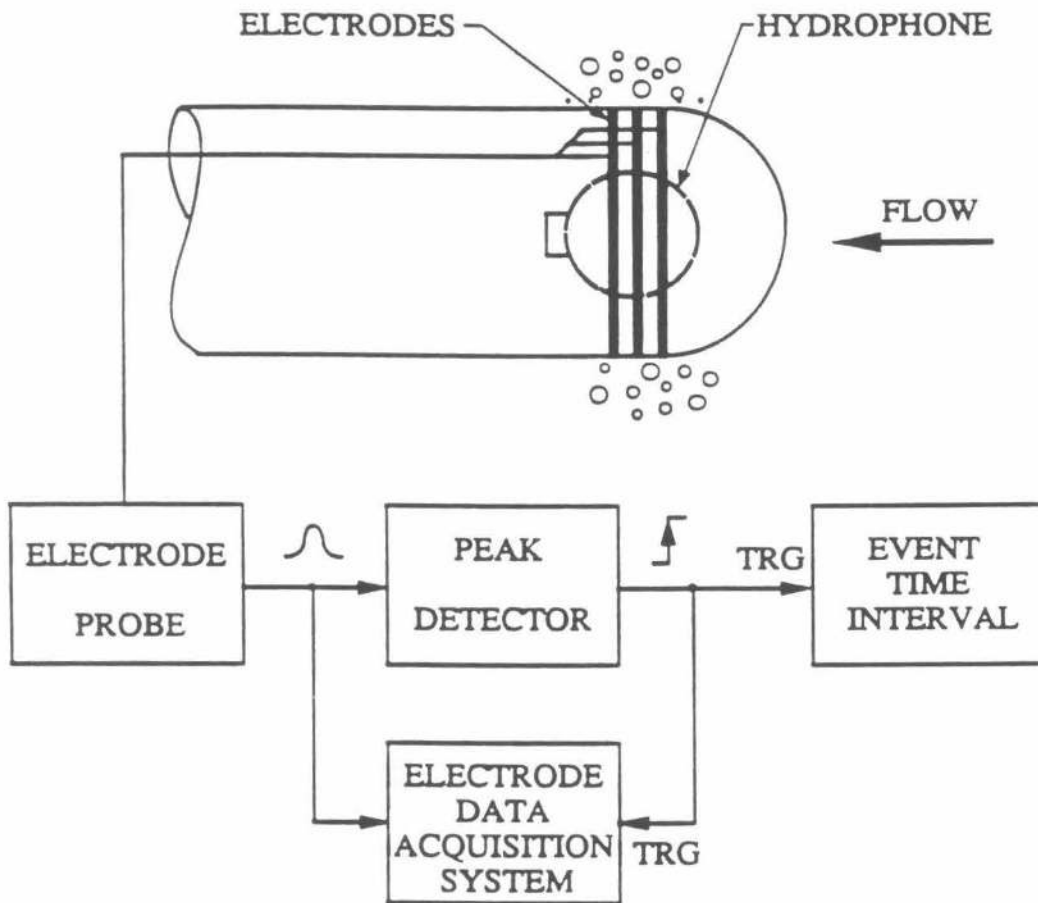 ELECTRODES
HYDROPHONE
FLOW
ELECTRODE
PROBE
PEAK
DETECTOR
TRG
EVENT
TIME
INTERVAL
ELECTRODE
DATA
ACQUISITION
SYSTEM
TRG